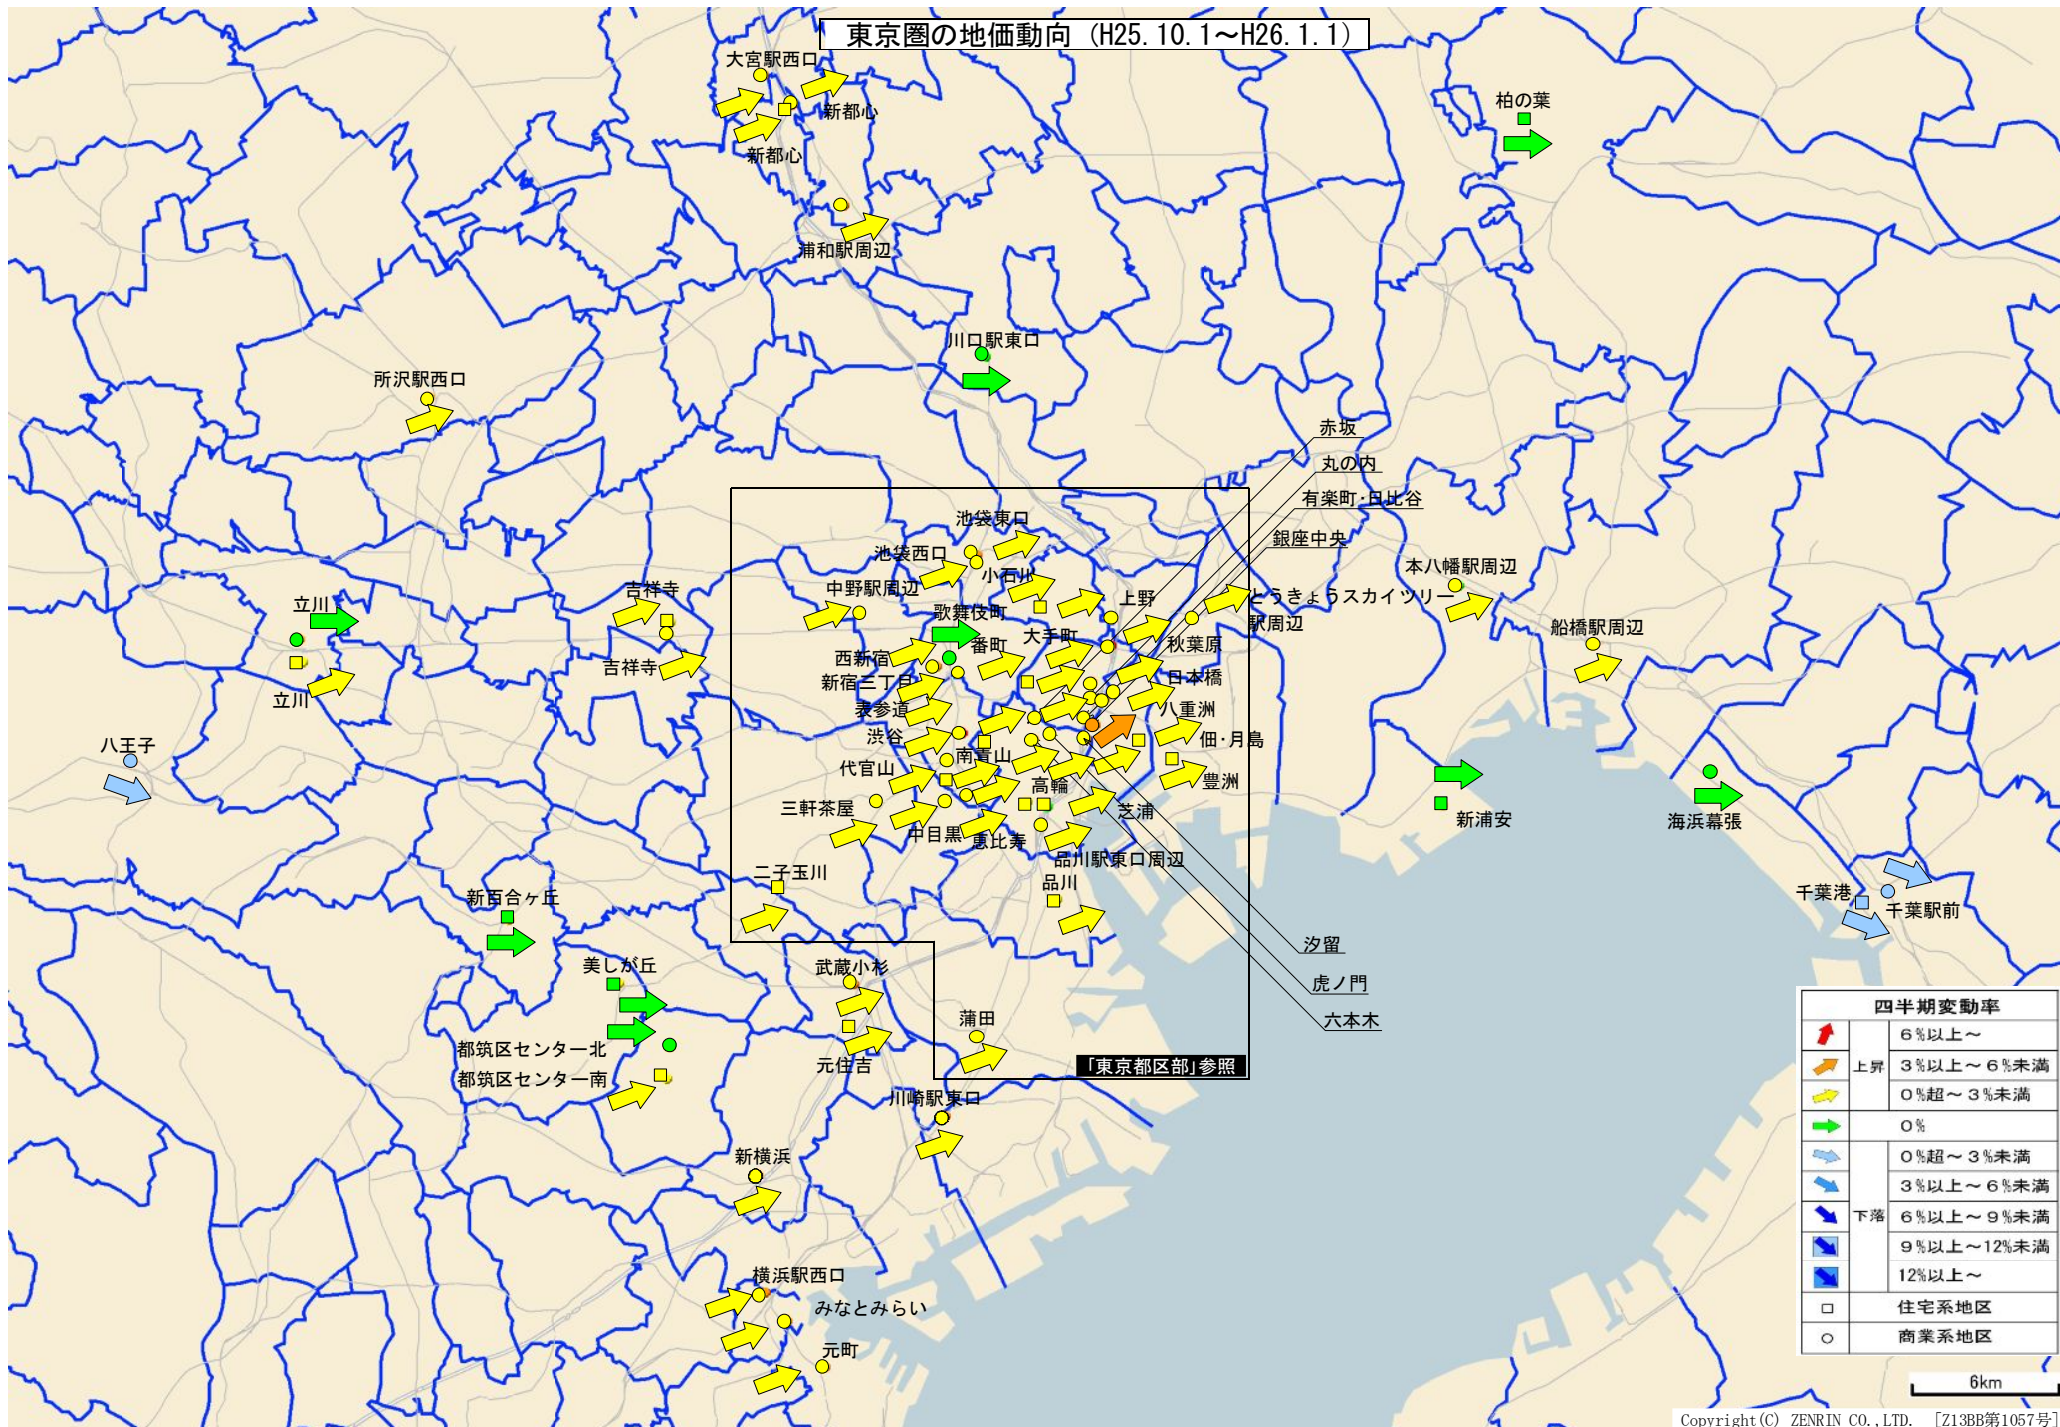 東京圏の地価動向 (H25.10.1～H26.1.1)
大宮駅西口
新都心
新都心
柏の葉
浦和駅周辺
川口駅東口
所沢駅西口
赤坂
丸の内
有楽町・日比谷
銀座中央
池袋東口
池袋西口
小石川
中野駅周辺
歌舞伎町
上野
とうきょうスカイツリー
駅周辺
本八幡駅周辺
船橋駅周辺
吉祥寺
吉祥寺
立川
立川
大手町
番町
秋葉原
西新宿
新宿三丁目
日本橋
表参道
八重洲
渋谷
佃・月島
南青山
代官山
豊洲
高輪
三軒茶屋
芝浦
中目黒
恵比寿
品川駅東口周辺
八王子
新浦安
海浜幕張
二子玉川
品川
千葉港
千葉駅前
新百合ヶ丘
汐留
美しが丘
武蔵小杉
虎ノ門
六本木
蒲田
都筑区センター北
都筑区センター南
元住吉
「東京都区部」参照
川崎駅東口
新横浜
横浜駅西口
みなとみらい
元町
四半期変動率
6%以上～
上昇
3%以上～6%未満
0%超～3%未満
0%
0%超～3%未満
3%以上～6%未満
下落
6%以上～9%未満
9%以上～12%未満
12%以上～
住宅系地区
商業系地区
6km
Copyright(C) ZENRIN CO.,LTD. [Z13BB第1057号]